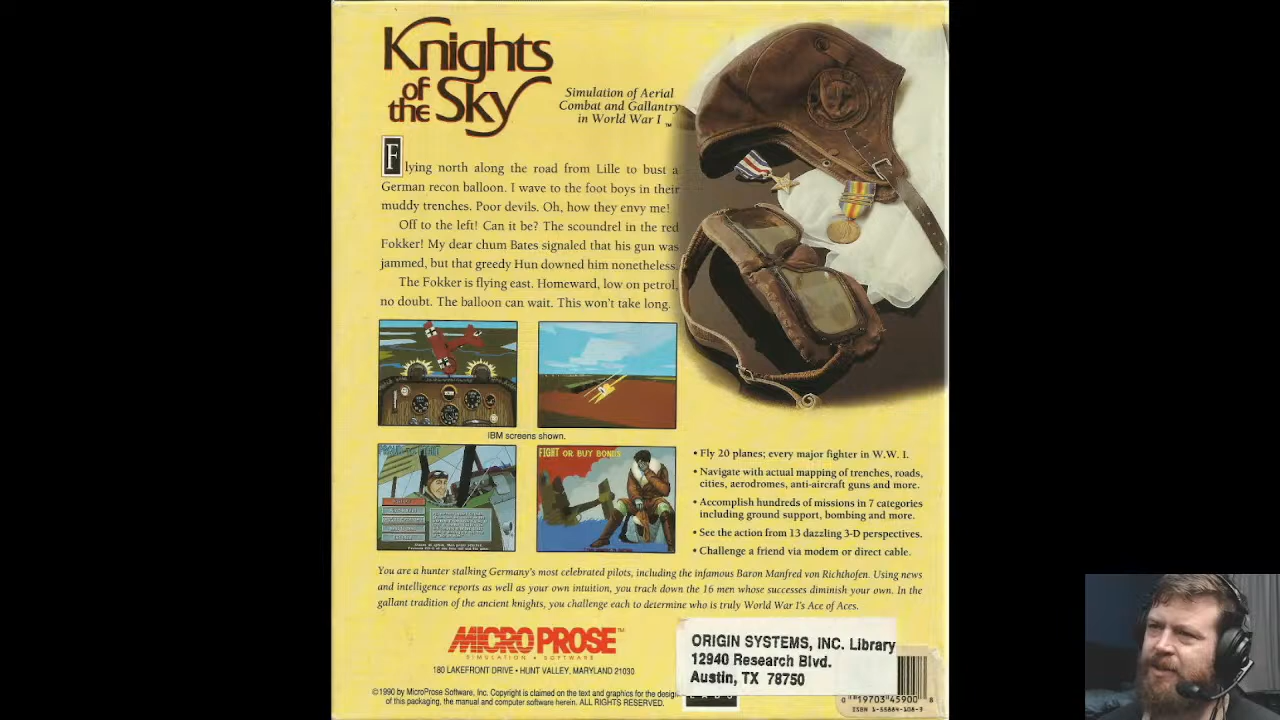 Knights
of
the Sky
Simulation of Aerial
Combat and Gallantry
in World War I ™
Flying north along the road from Lille to bust a
German recon balloon. I wave to the foot boys in their
muddy trenches. Poor devils. Oh, how they envy me!
Off to the left! Can it be? The scoundrel in the red
Fokker! My dear chum Bates signaled that his gun was
jammed, but that greedy Hun downed him nonetheless.
The Fokker is flying east. Homeward, low on petrol,
no doubt. The balloon can wait. This won't take long.
IBM screens shown.
FIGHT OR BUY BONDS
• Fly 20 planes; every major fighter in W.W. I.
• Navigate with actual mapping of trenches, roads,
cities, aerodromes, anti-aircraft guns and more.
• Accomplish hundreds of missions in 7 categories
including ground support, bombing and more.
• See the action from 13 dazzling 3-D perspectives.
• Challenge a friend via modem or direct cable.
You are a hunter stalking Germany's most celebrated pilots, including the infamous Baron Manfred von Richthofen. Using news
and intelligence reports as well as your own intuition, you track down the 16 men whose successes diminish your own. In the
gallant tradition of the ancient knights, you challenge each to determine who is truly World War I's Ace of Aces.
MICROPROSE™
SIMULATION • SOFTWARE
180 LAKEFRONT DRIVE • HUNT VALLEY, MARYLAND 21030
©1990 by MicroProse Software, Inc. Copyright is claimed on the text and graphics for the design
of this packaging, the manual and computer software herein. ALL RIGHTS RESERVED.
ORIGIN SYSTEMS, INC. Library
12940 Research Blvd.
Austin, TX 78750
0 19703 45900 8
ISBN 1-55884-108-3